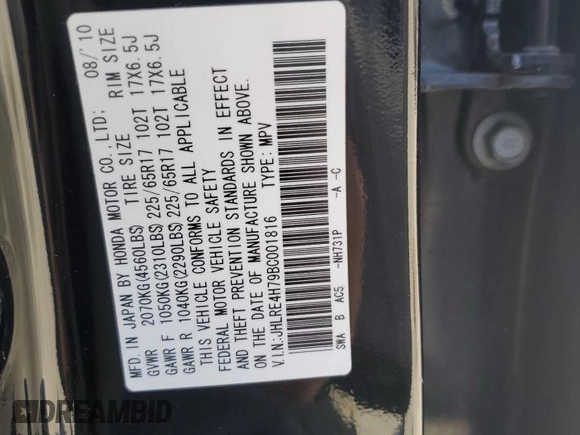 MFD. IN JAPAN BY HONDA MOTOR CO.,LTD; 08/'10
TIRE SIZE RIM SIZE
GVWR 2070KG(4560LBS)
GAWR F 1050KG(2310LBS) 225/65R17 102T 17X6.5J
GAWR R 1040KG(2290LBS) 225/65R17 102T 17X6.5J
THIS VEHICLE CONFORMS TO ALL APPLICABLE
FEDERAL MOTOR VEHICLE SAFETY
AND THEFT PREVENTION STANDARDS IN EFFECT
ON THE DATE OF MANUFACTURE SHOWN ABOVE.
V.I.N:JHLRE4H79BC001816 TYPE: MPV
SWA B AC5 -NH731P -A -C
DREAMBID